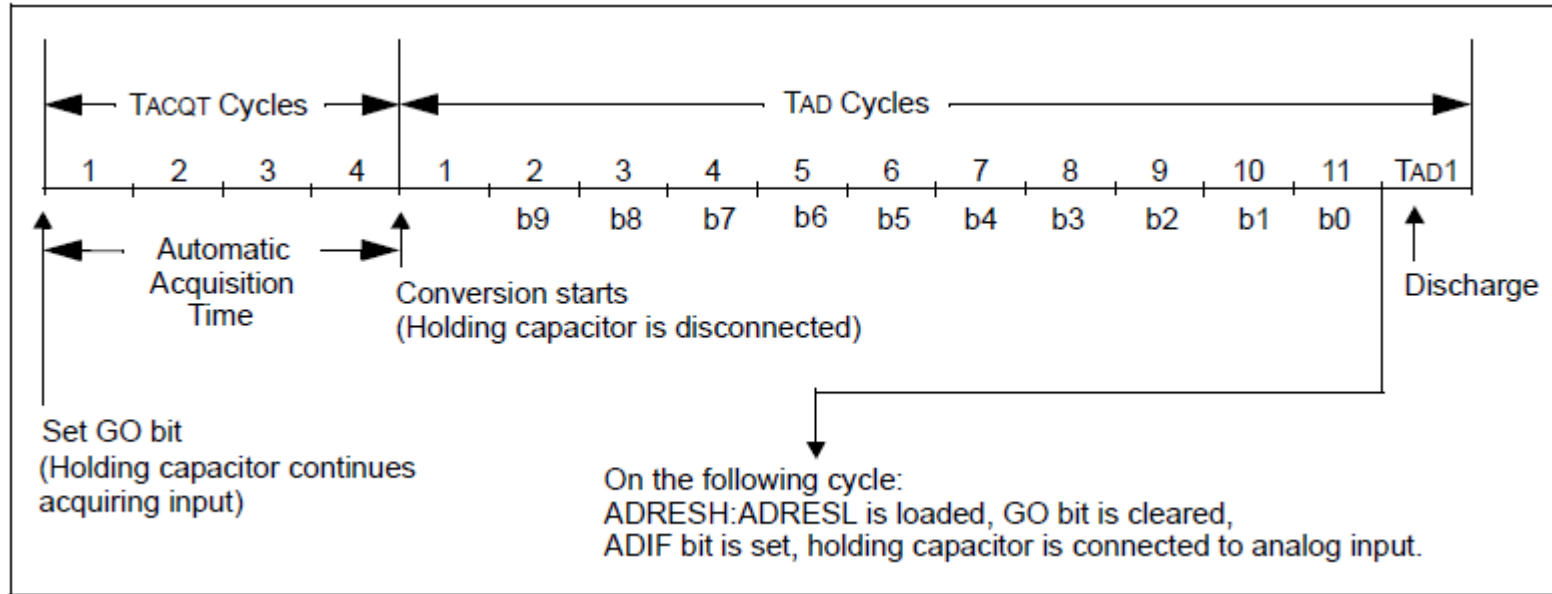 TACQT Cycles
TAD Cycles
1 2 3 4 1 2 3 4 5 6 7 8 9 10 11 TAD1
b9 b8 b7 b6 b5 b4 b3 b2 b1 b0
Automatic
Acquisition
Time
Conversion starts
(Holding capacitor is disconnected)
Discharge
Set GO bit
(Holding capacitor continues
acquiring input)
On the following cycle:
ADRESH:ADRESL is loaded, GO bit is cleared,
ADIF bit is set, holding capacitor is connected to analog input.